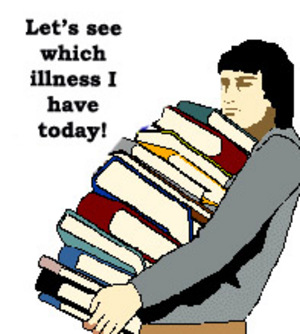 Let's see
which
illness I
have
today!